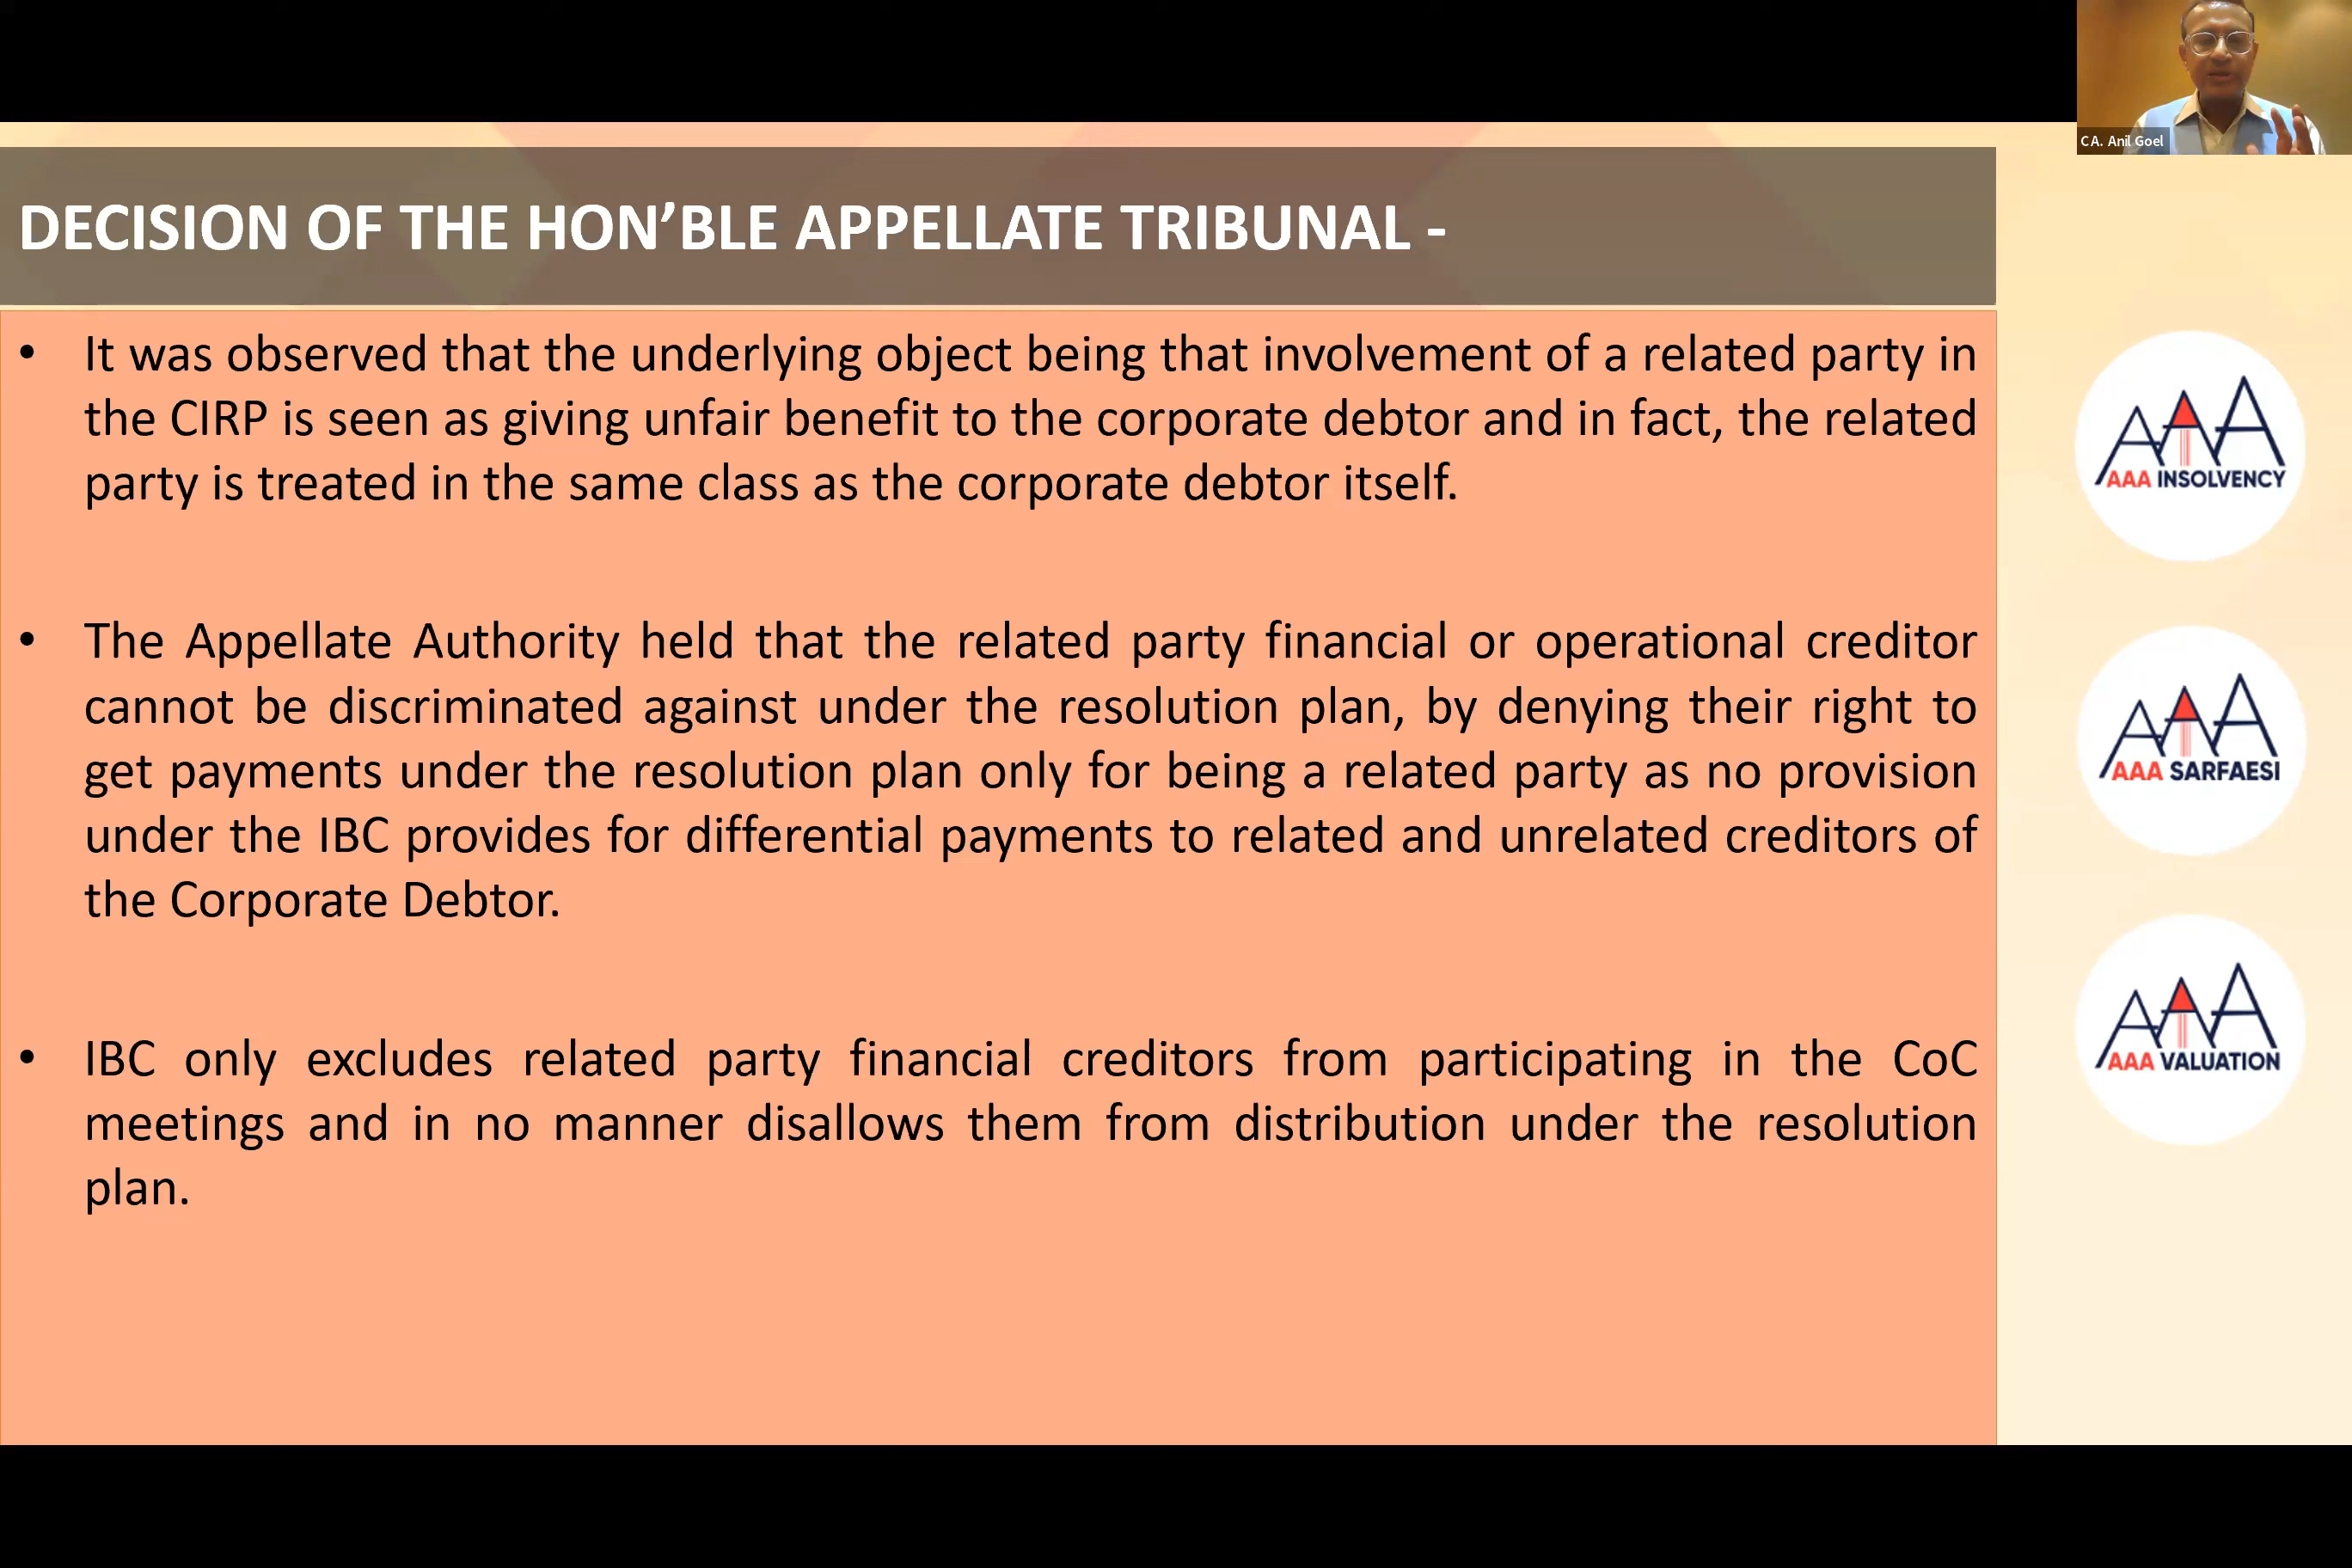 CA. Anil Goel
DECISION OF THE HON’BLE APPELLATE TRIBUNAL -
• It was observed that the underlying object being that involvement of a related party in
the CIRP is seen as giving unfair benefit to the corporate debtor and in fact, the related
party is treated in the same class as the corporate debtor itself.
• The Appellate Authority held that the related party financial or operational creditor
cannot be discriminated against under the resolution plan, by denying their right to
get payments under the resolution plan only for being a related party as no provision
under the IBC provides for differential payments to related and unrelated creditors of
the Corporate Debtor.
• IBC only excludes related party financial creditors from participating in the CoC
meetings and in no manner disallows them from distribution under the resolution
plan.
AAA
AAA INSOLVENCY
AAA
AAA SARFAESI
AAA
AAA VALUATION